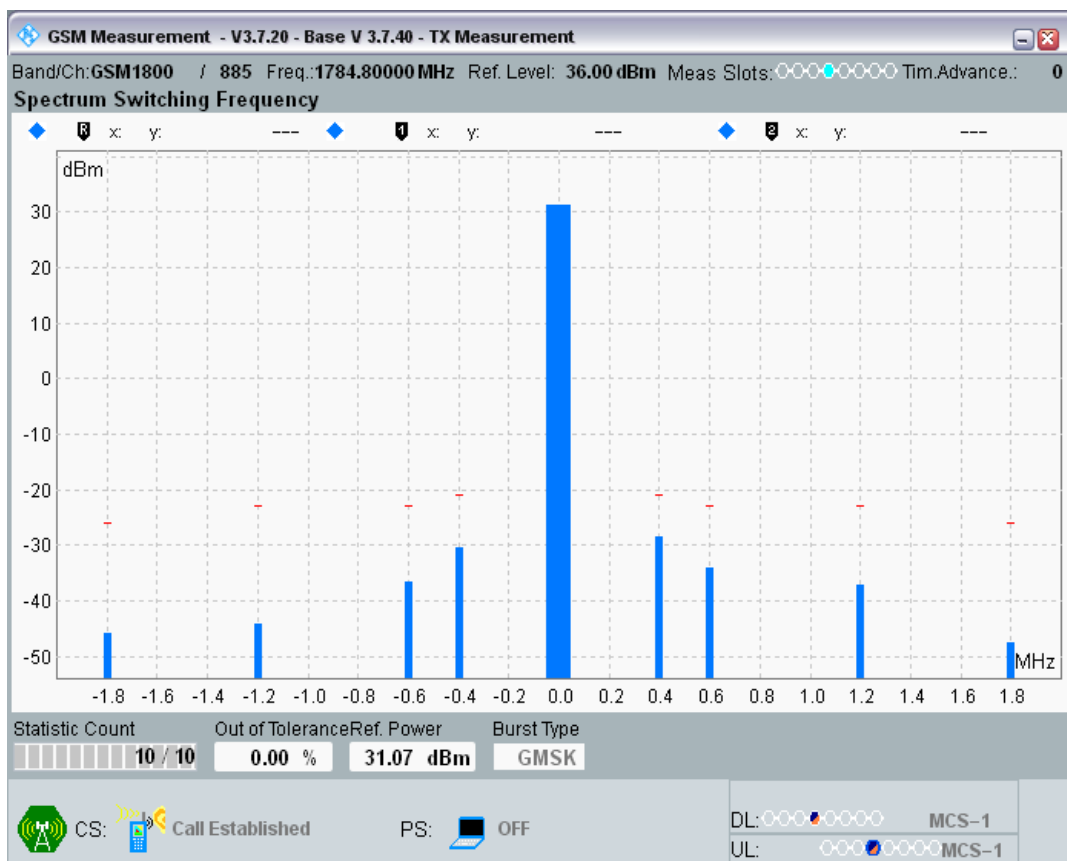 GSM Measurement - V3.7.20 - Base V 3.7.40 - TX Measurement
Band/Ch:GSM1800 / 885 Freq.:1784.80000 MHz Ref. Level: 36.00 dBm Meas Slots: Tim.Advance.: 0
Spectrum Switching Frequency
R x: y: --- 1 x: y: --- 2 x: y: ---
dBm
30
20
10
0
-10
-20
-30
-40
-50
MHz
-1.8 -1.6 -1.4 -1.2 -1.0 -0.8 -0.6 -0.4 -0.2 0.0 0.2 0.4 0.6 0.8 1.0 1.2 1.4 1.6 1.8
Statistic Count Out of Tolerance Ref. Power Burst Type
10 / 10 0.00 % 31.07 dBm GMSK
CS: Call Established PS: OFF
DL: MCS-1
UL: MCS-1